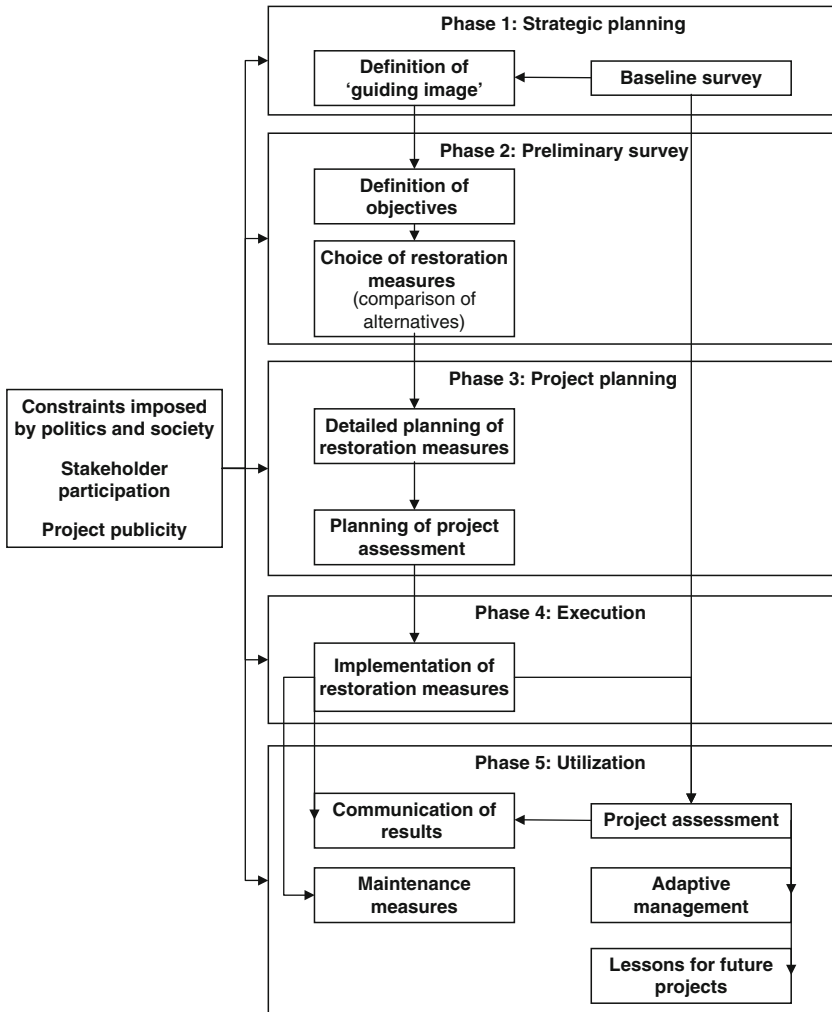 Phase 1: Strategic planning
Definition of
‘guiding image’
Baseline survey
Phase 2: Preliminary survey
Definition of
objectives
Choice of restoration
measures
(comparison of
alternatives)
Phase 3: Project planning
Constraints imposed
by politics and society
Stakeholder
participation
Project publicity
Detailed planning of
restoration measures
Planning of project
assessment
Phase 4: Execution
Implementation of
restoration measures
Phase 5: Utilization
Communication of
results
Project assessment
Maintenance
measures
Adaptive
management
Lessons for future
projects